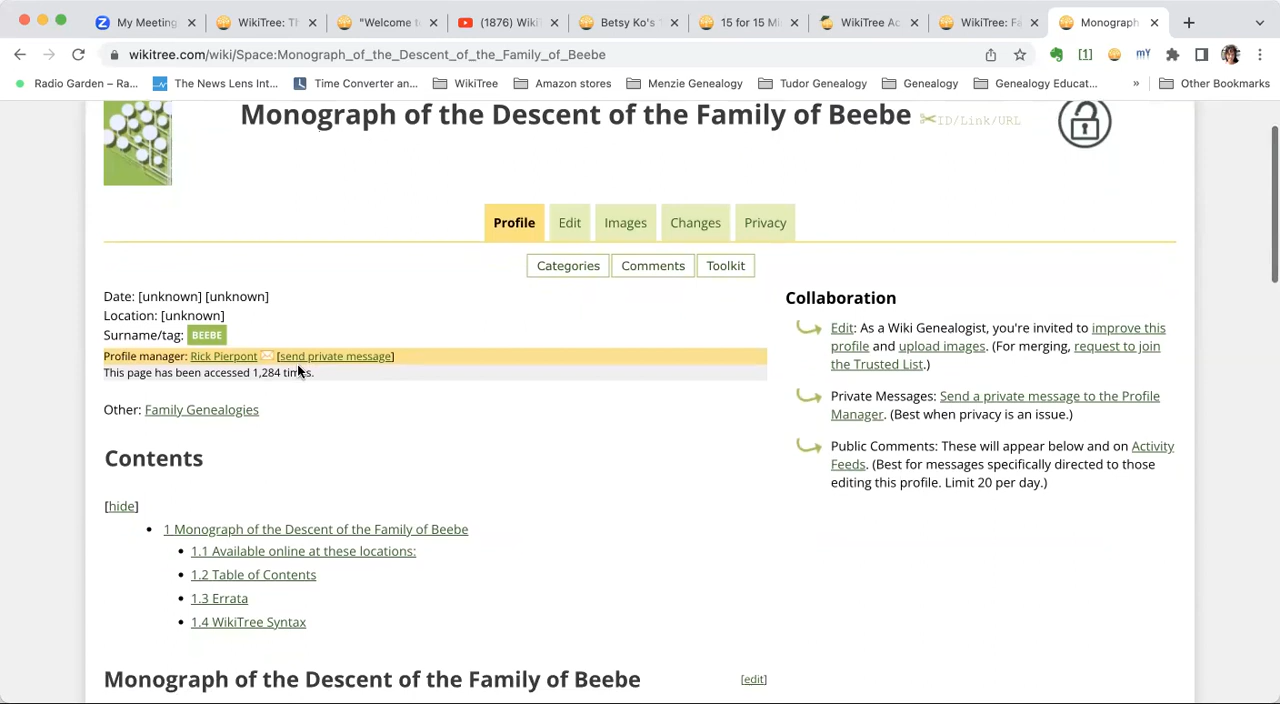 My Meeting
WikiTree: Tl
"Welcome t
(1876) Wiki
Betsy Ko's
15 for 15 Mi
WikiTree Ac
WikiTree: Fa
Monograph
wikitree.com/wiki/Space:Monograph_of_the_Descent_of_the_Family_of_Beebe
[1]
mY
Radio Garden – Ra...
The News Lens Int...
Time Converter an...
WikiTree
Amazon stores
Menzie Genealogy
Tudor Genealogy
Genealogy
Genealogy Educat...
»
Other Bookmarks
Monograph of the Descent of the Family of Beebe
ID/Link/URL
Profile
Edit
Images
Changes
Privacy
Categories
Comments
Toolkit
Date: [unknown] [unknown]
Location: [unknown]
Surname/tag: BEEBE
Profile manager: Rick Pierpont [send private message]
This page has been accessed 1,284 times.
Other: Family Genealogies
Contents
[hide]
• 1 Monograph of the Descent of the Family of Beebe
• 1.1 Available online at these locations:
• 1.2 Table of Contents
• 1.3 Errata
• 1.4 WikiTree Syntax
Monograph of the Descent of the Family of Beebe
[edit]
Collaboration
Edit: As a Wiki Genealogist, you're invited to improve this
profile and upload images. (For merging, request to join
the Trusted List.)
Private Messages: Send a private message to the Profile
Manager. (Best when privacy is an issue.)
Public Comments: These will appear below and on Activity
Feeds. (Best for messages specifically directed to those
editing this profile. Limit 20 per day.)